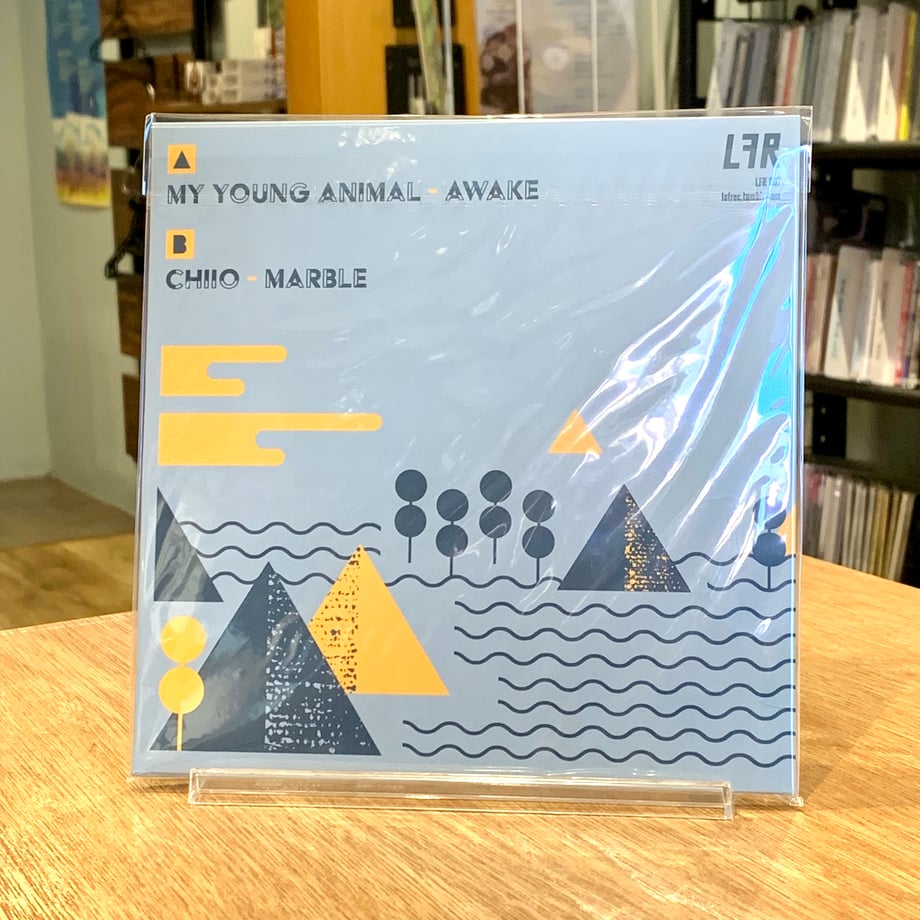 A
MY YOUNG ANIMAL - AWAKE
B
CHIIO - MARBLE
LFR